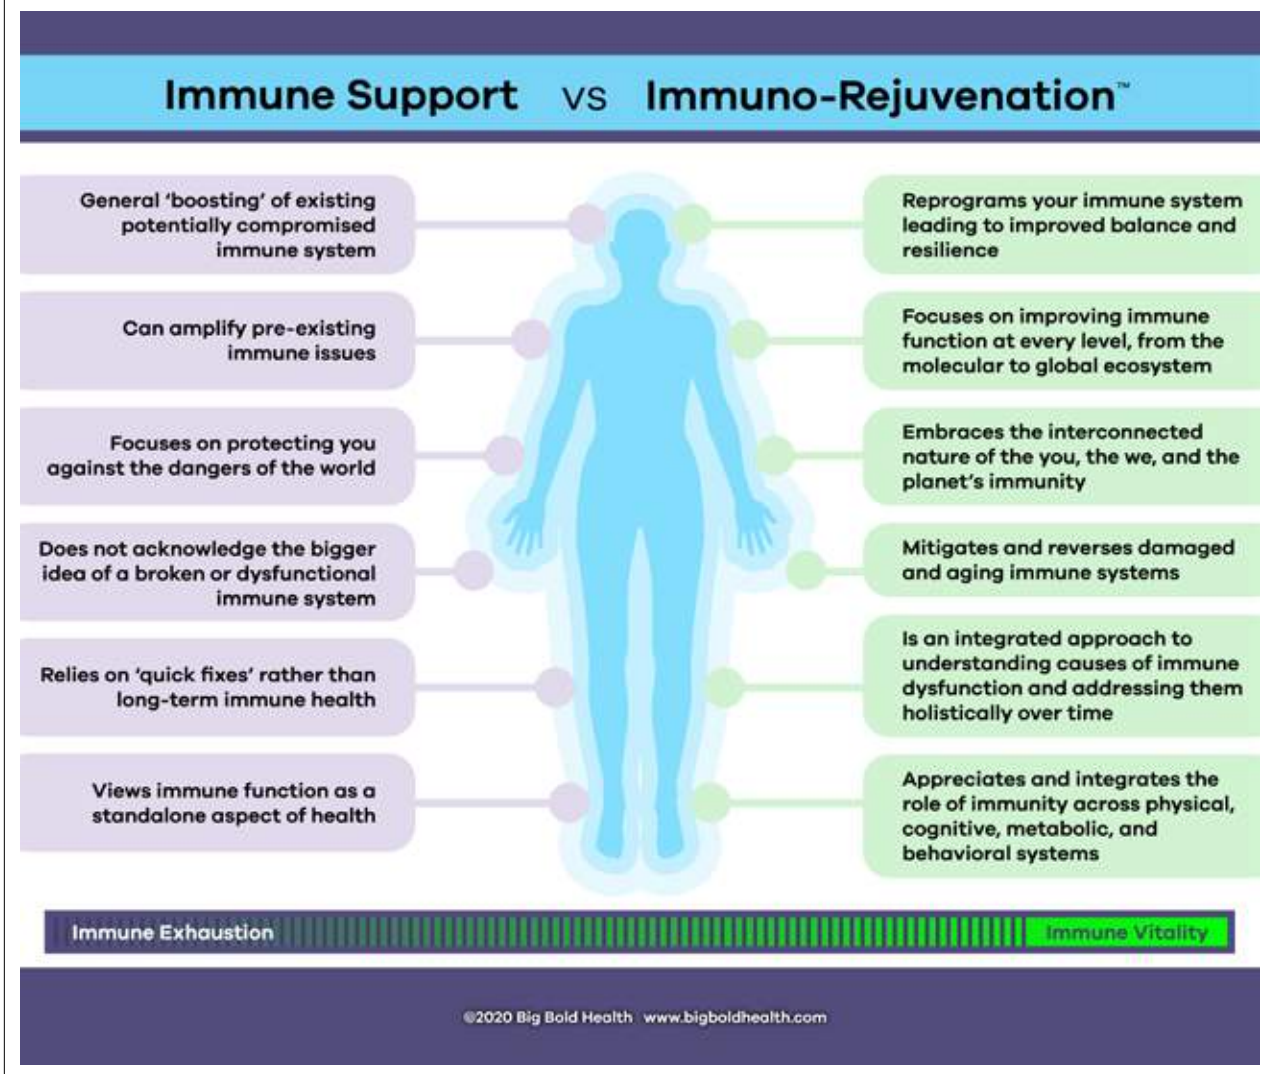 Immune Support vs Immuno-Rejuvenation™
General ‘boosting’ of existing
potentially compromised
immune system
Can amplify pre-existing
immune issues
Focuses on protecting you
against the dangers of the world
Does not acknowledge the bigger
idea of a broken or dysfunctional
immune system
Relies on ‘quick fixes’ rather than
long-term immune health
Views immune function as a
standalone aspect of health
Reprograms your immune system
leading to improved balance and
resilience
Focuses on improving immune
function at every level, from the
molecular to global ecosystem
Embraces the interconnected
nature of the you, the we, and the
planet’s immunity
Mitigates and reverses damaged
and aging immune systems
Is an integrated approach to
understanding causes of immune
dysfunction and addressing them
holistically over time
Appreciates and integrates the
role of immunity across physical,
cognitive, metabolic, and
behavioral systems
Immune Exhaustion
Immune Vitality
©2020 Big Bold Health www.bigboldhealth.com